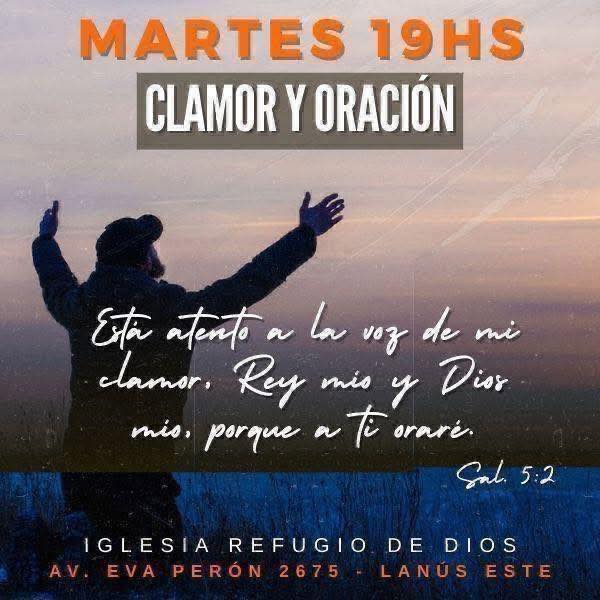 MARTES 19HS
CLAMOR Y ORACIÓN
Está atento a la voz de mi
clamor, Rey mío y Dios
mío, porque a Ti oraré.
Sal. 5:2
IGLESIA REFUGIO DE DIOS
AV. EVA PERÓN 2675 - LANÚS ESTE